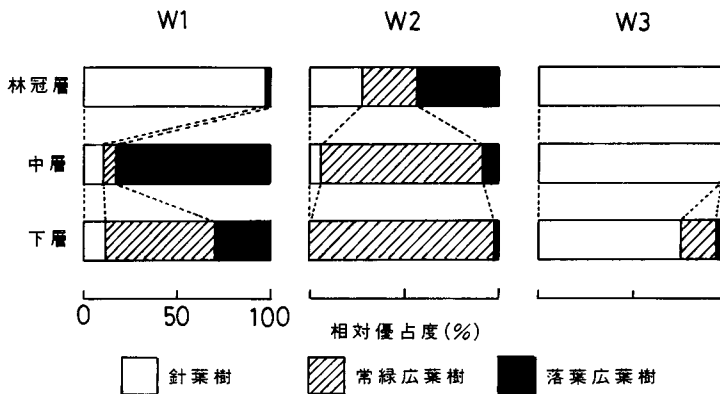 W1 W2 W3
林冠層
中層
下層
0 50 100
相対優占度(%)
針葉樹 常緑広葉樹 落葉広葉樹